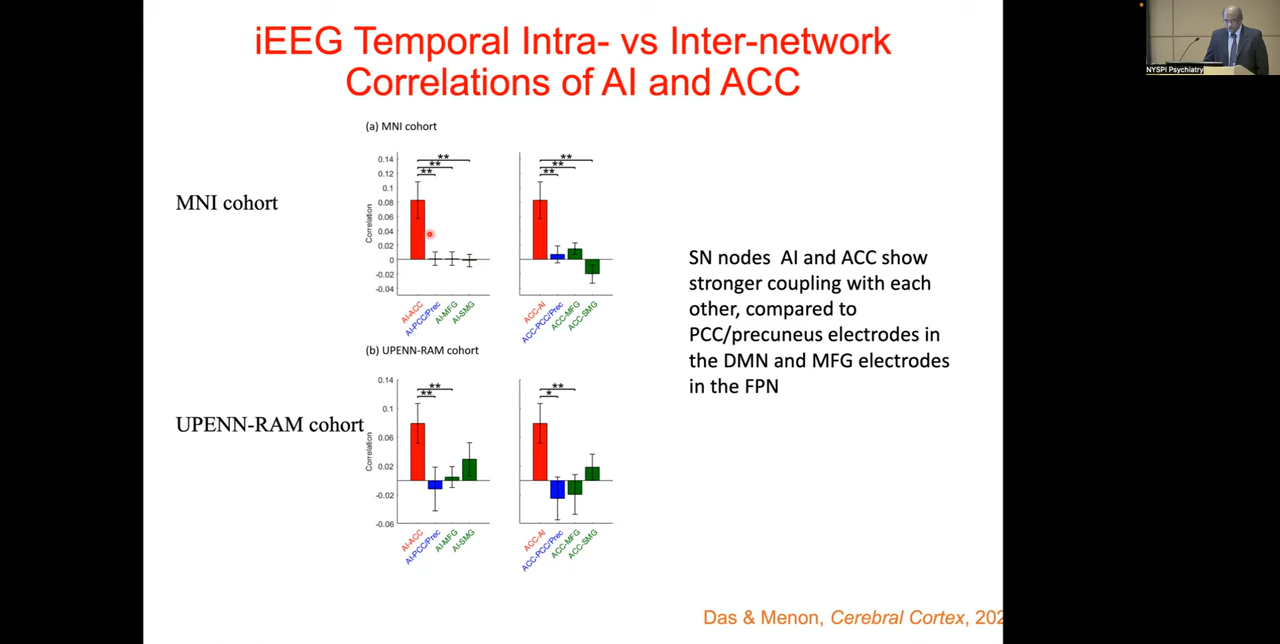 iEEG Temporal Intra- vs Inter-network
Correlations of AI and ACC
NYSPI Psychiatry
(a) MNI cohort
MNI cohort
Correlation
0.14
0.12
0.1
0.08
0.06
0.04
0.02
0
-0.02
-0.04
**
**
**
AI-ACC
AI-PCC/Prec
AI-MFG
AI-SMG
**
**
**
ACC-AI
ACC-PCC/Prec
ACC-MFG
ACC-SMG
(b) UPENN-RAM cohort
UPENN-RAM cohort
Correlation
0.14
0.1
0.06
0.02
-0.02
-0.06
**
**
AI-ACC
AI-PCC/Prec
AI-MFG
AI-SMG
**
*
ACC-AI
ACC-PCC/Prec
ACC-MFG
ACC-SMG
SN nodes AI and ACC show
stronger coupling with each
other, compared to
PCC/precuneus electrodes in
the DMN and MFG electrodes
in the FPN
Das & Menon, Cerebral Cortex, 202